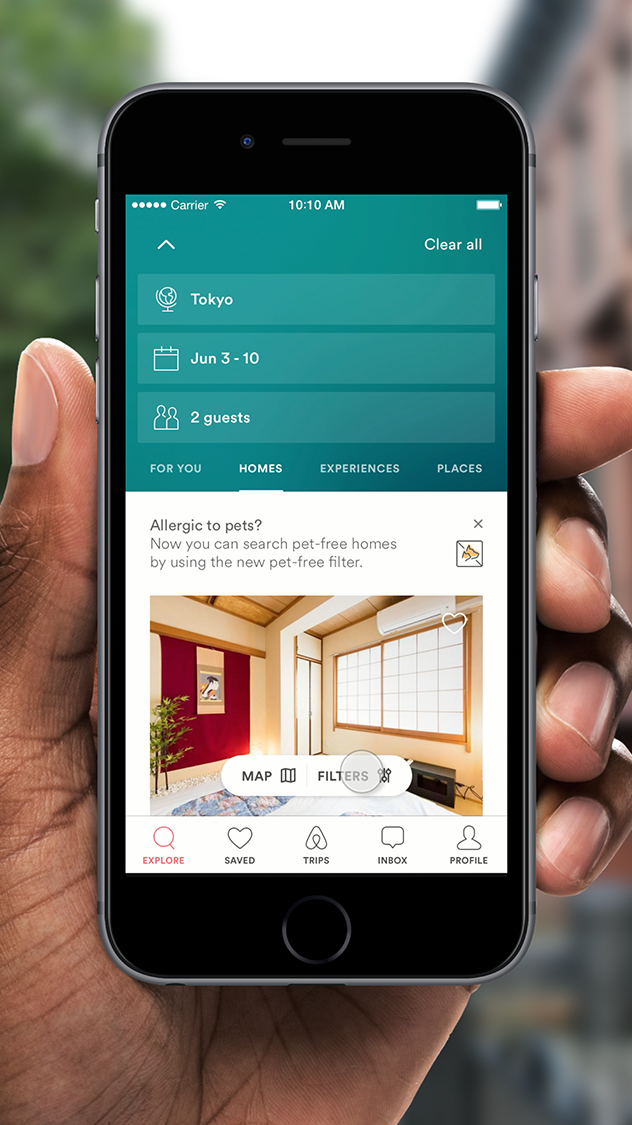 Carrier 10:10 AM
Clear all
Tokyo
Jun 3 - 10
2 guests
FOR YOU HOMES EXPERIENCES PLACES
Allergic to pets? ×
Now you can search pet-free homes
by using the new pet-free filter.
MAP FILTERS
EXPLORE SAVED TRIPS INBOX PROFILE